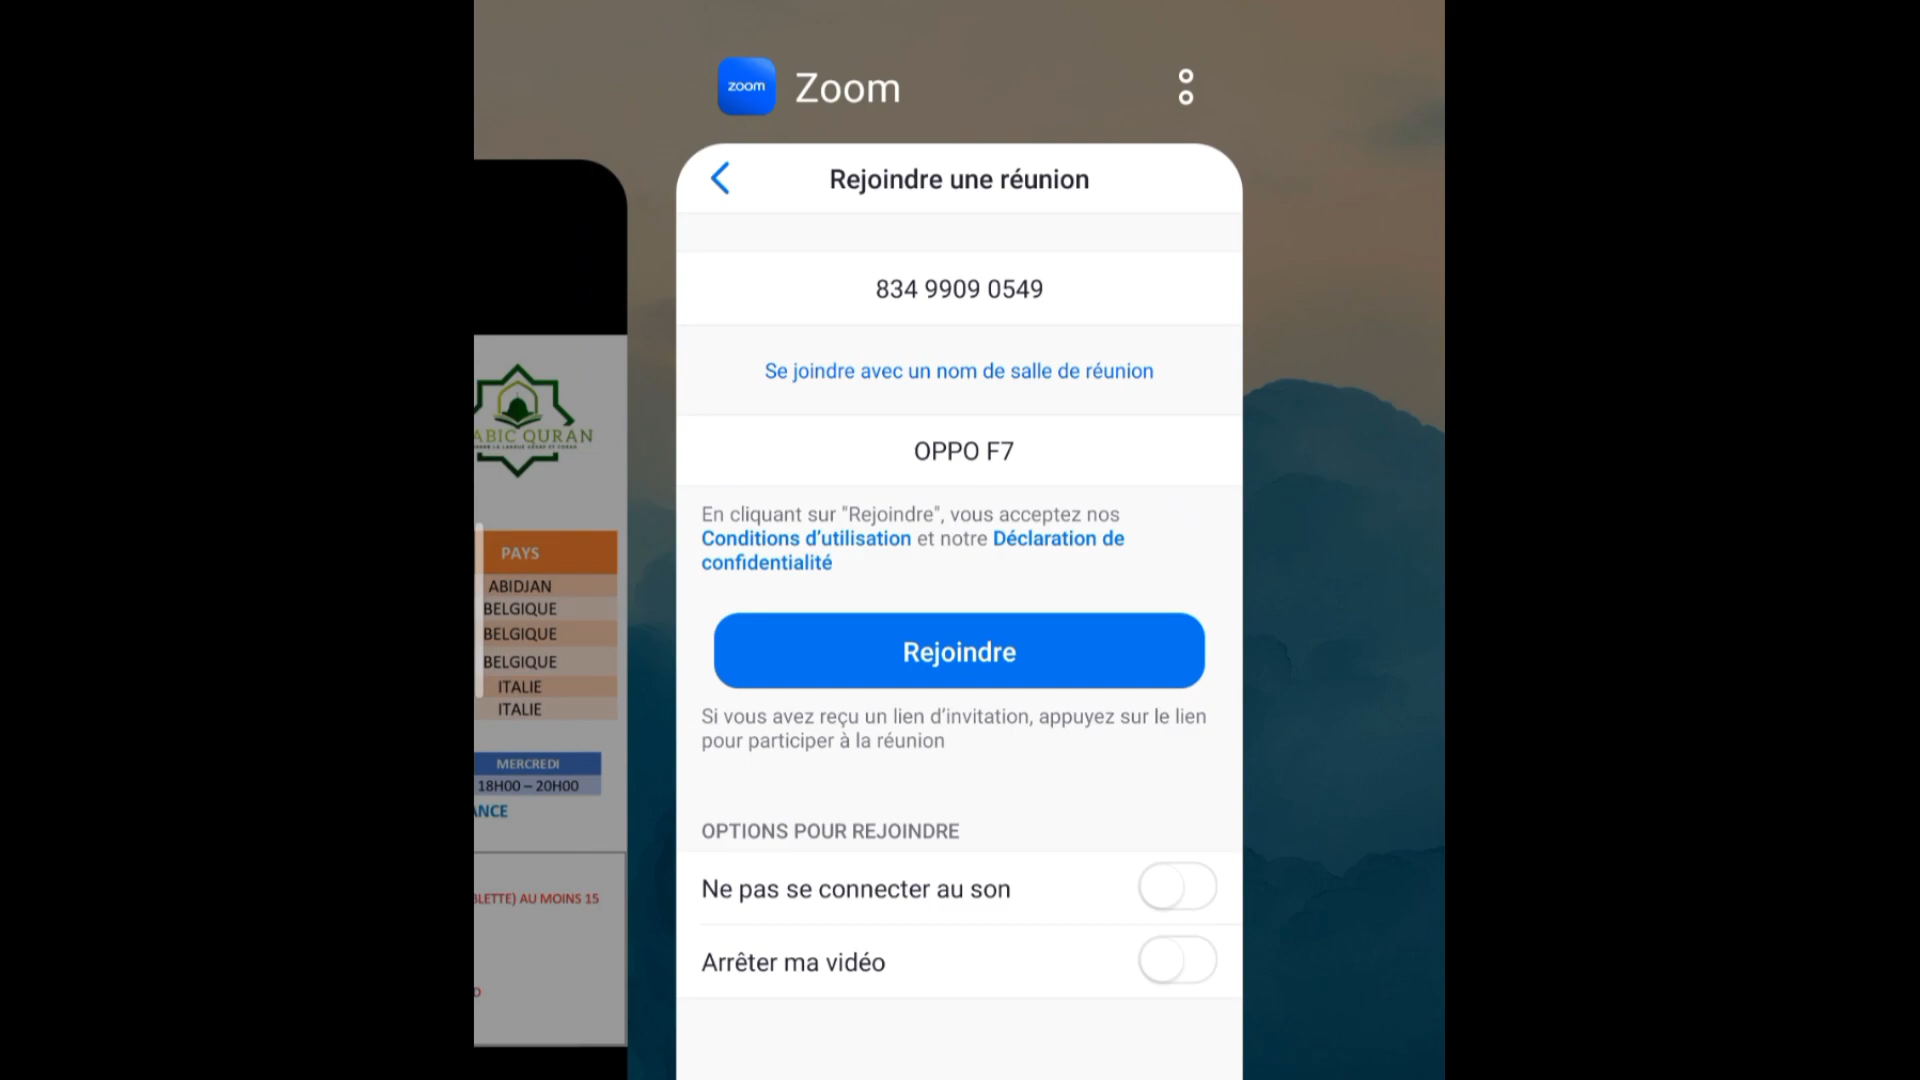 zoom
Zoom
Rejoindre une réunion
834 9909 0549
Se joindre avec un nom de salle de réunion
OPPO F7
En cliquant sur "Rejoindre", vous acceptez nos
Conditions d’utilisation et notre Déclaration de
confidentialité
Rejoindre
Si vous avez reçu un lien d’invitation, appuyez sur le lien
pour participer à la réunion
OPTIONS POUR REJOINDRE
Ne pas se connecter au son
Arrêter ma vidéo
ABIC QURAN
PAYS
ABIDJAN
BELGIQUE
BELGIQUE
BELGIQUE
ITALIE
ITALIE
MERCREDI
18H00 – 20H00
ANCE
BLETTE) AU MOINS 15